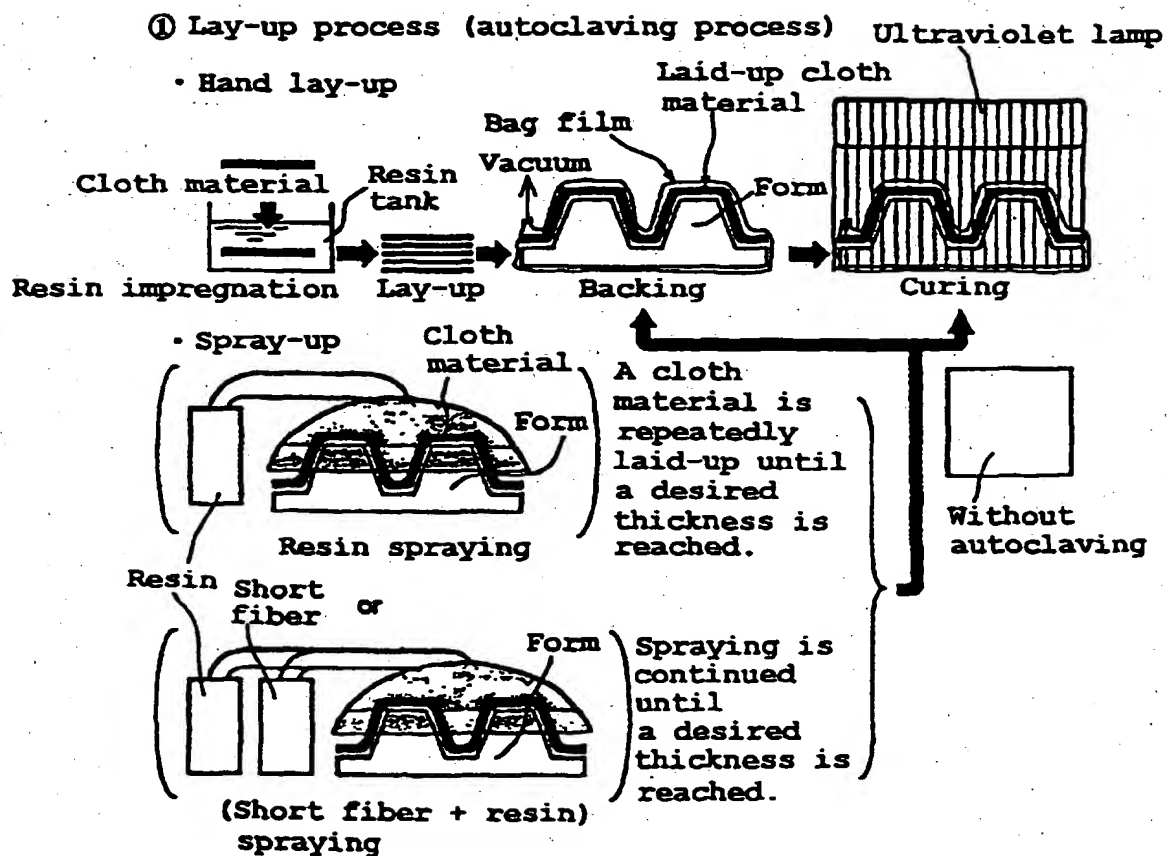 ① Lay-up process (autoclaving process)
Ultraviolet lamp
· Hand lay-up
Laid-up cloth
material
Bag film
Vacuum
Form
Cloth material
Resin
tank
Resin impregnation
Lay-up
Backing
Curing
· Spray-up
Cloth
material
Form
Resin spraying
A cloth
material is
repeatedly
laid-up until
a desired
thickness is
reached.
Without
autoclaving
Resin
Short
fiber
or
Form
(Short fiber + resin)
spraying
Spraying is
continued
until
a desired
thickness is
reached.